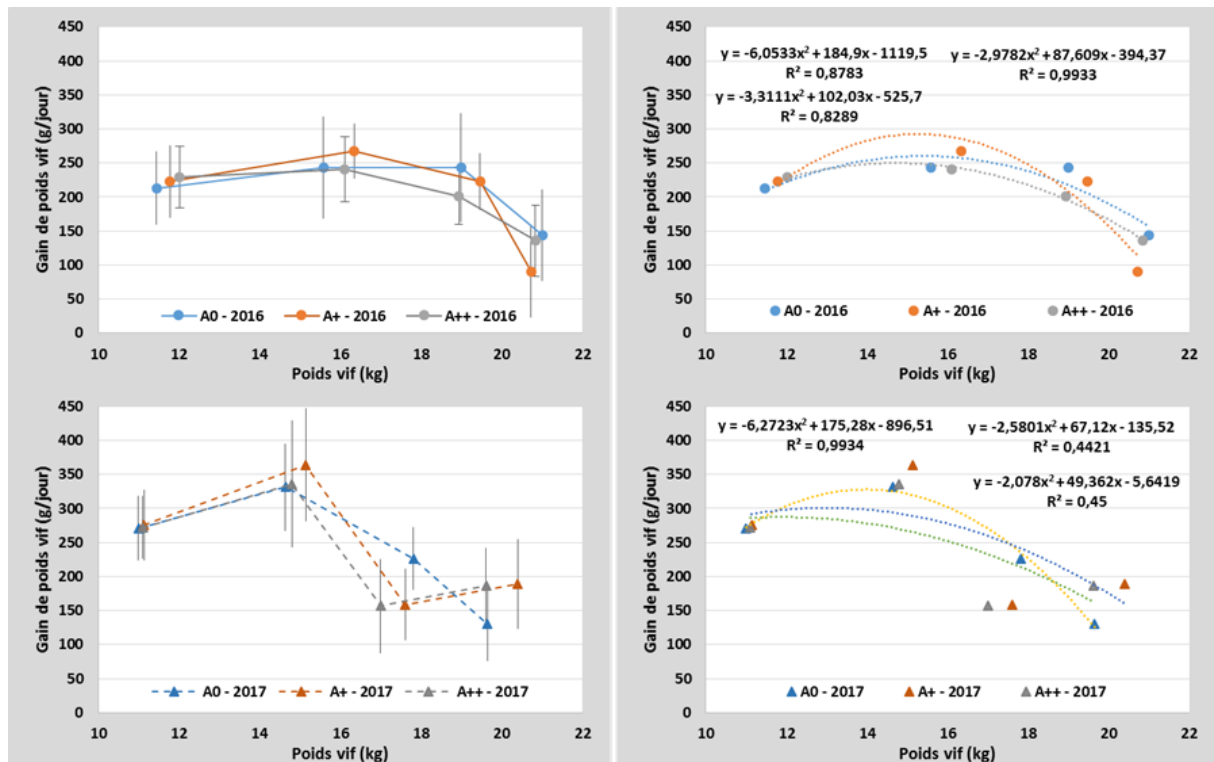 450
400
350
300
250
200
150
100
50
0
Gain de poids vif (g/jour)
A0 - 2016 A+ - 2016 A++ - 2016
10 12 14 16 18 20 22
Poids vif (kg)
450
400
350
300
250
200
150
100
50
0
Gain de poids vif (g/jour)
y = -6,0533x² + 184,9x - 1119,5
R² = 0,8783
y = -2,9782x² + 87,609x - 394,37
R² = 0,9933
y = -3,3111x² + 102,03x - 525,7
R² = 0,8289
A0 - 2016 A+ - 2016 A++ - 2016
10 12 14 16 18 20 22
Poids vif (kg)
450
400
350
300
250
200
150
100
50
0
Gain de poids vif (g/jour)
A0 - 2017 A+ - 2017 A++ - 2017
10 12 14 16 18 20 22
Poids vif (kg)
450
400
350
300
250
200
150
100
50
0
Gain de poids vif (g/jour)
y = -6,2723x² + 175,28x - 896,51
R² = 0,9934
y = -2,5801x² + 67,12x - 135,52
R² = 0,4421
y = -2,078x² + 49,362x - 5,6419
R² = 0,45
A0 - 2017 A+ - 2017 A++ - 2017
10 12 14 16 18 20 22
Poids vif (kg)